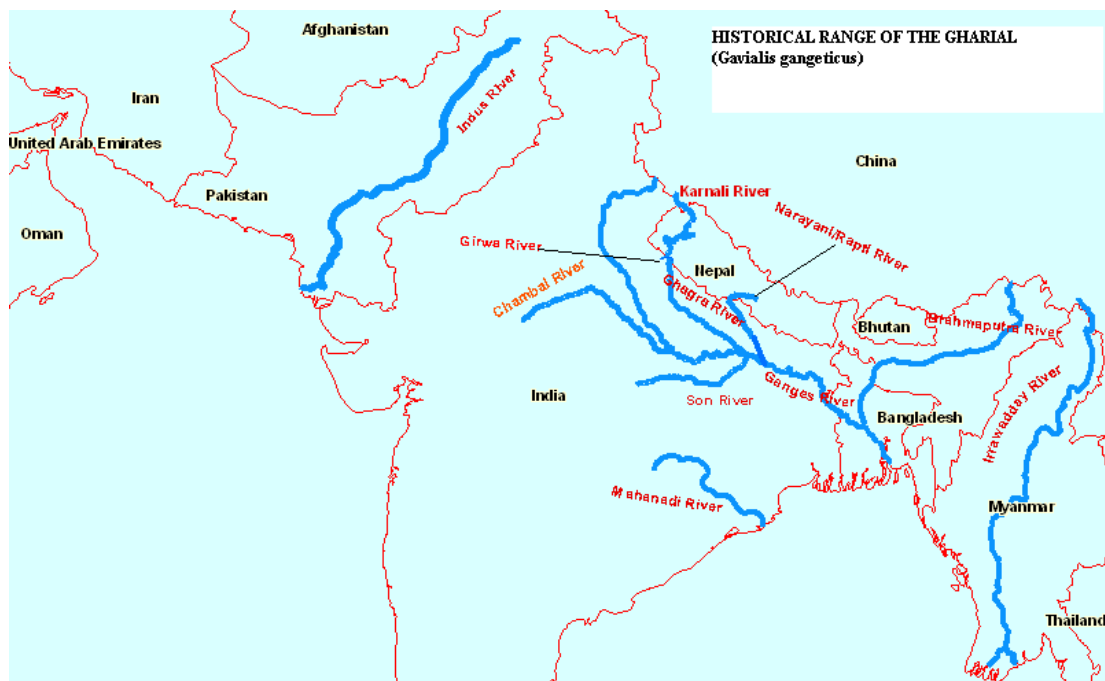 Afghanistan
HISTORICAL RANGE OF THE GHARIAL
(Gavialis gangeticus)
Iran
Indus River
United Arab Emirates
China
Pakistan
Karnali River
Narayani/Rapti River
Oman
Girwa River
Nepal
Chambal River
Ghagra River
Bhutan
Brahmaputra River
India
Ganges River
Son River
Bangladesh
Irrawadday River
Mahanadi River
Myanmar
Thailand